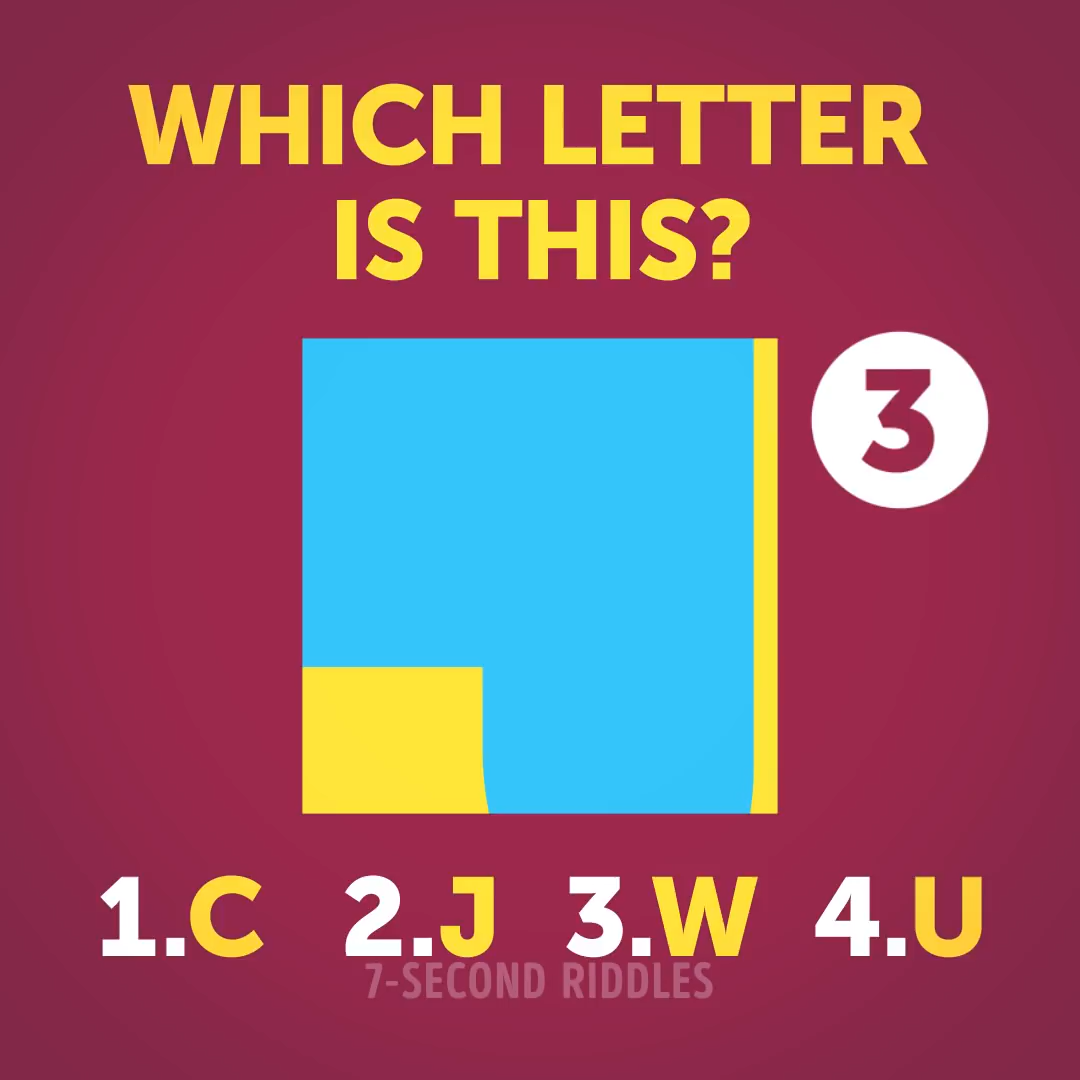 WHICH LETTER
IS THIS?
3
1.C 2.J 3.W 4.U
7-SECOND RIDDLES